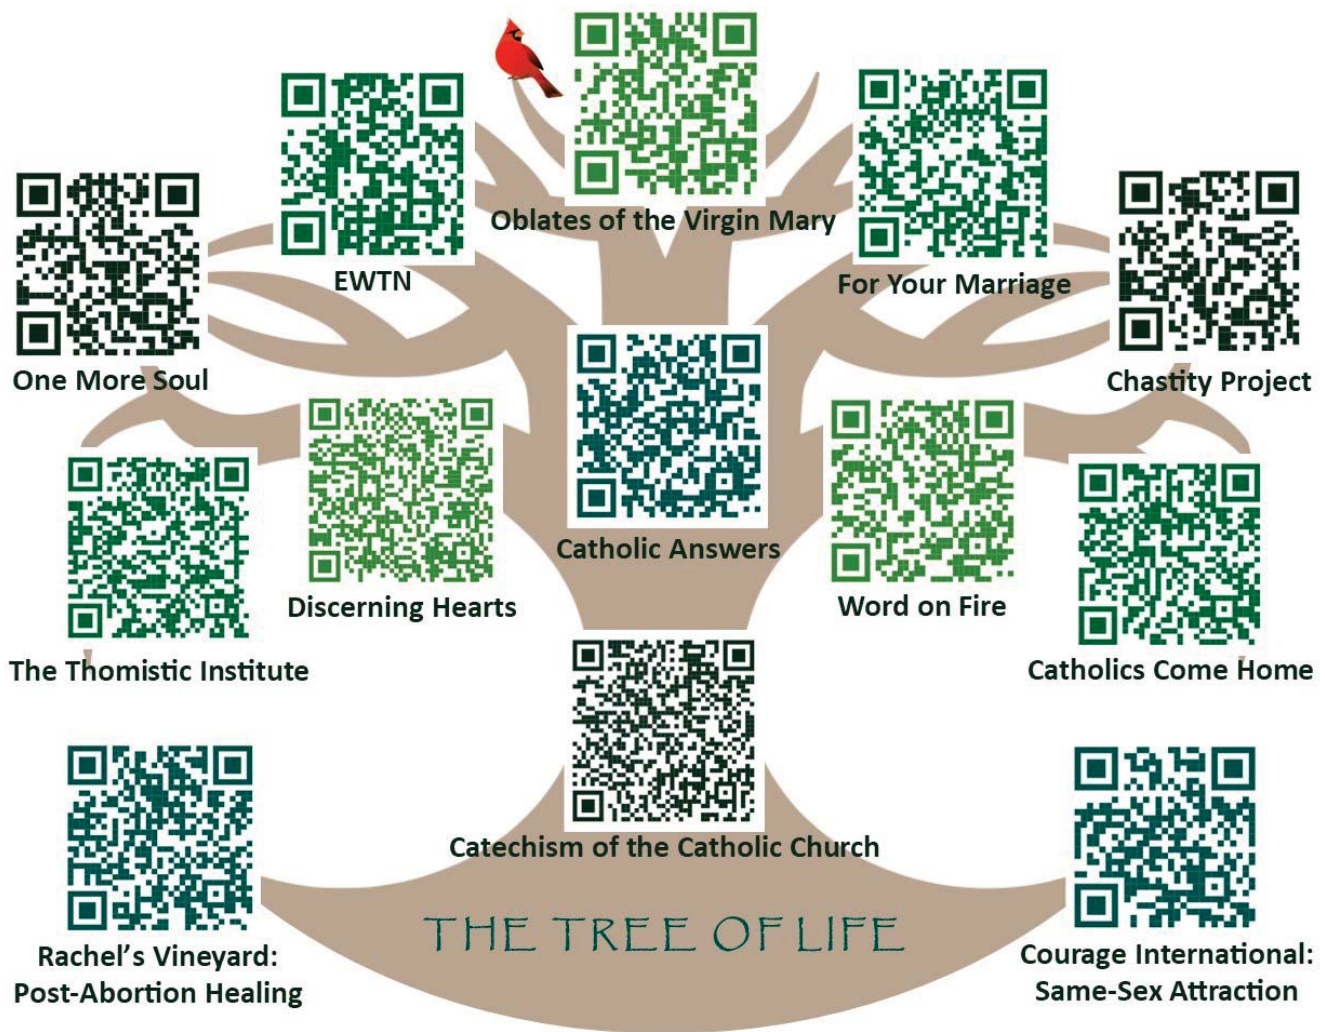 Oblates of the Virgin Mary
EWTN
For Your Marriage
One More Soul
Chastity Project
Catholic Answers
Discerning Hearts
Word on Fire
The Thomistic Institute
Catholics Come Home
Catechism of the Catholic Church
THE TREE OF LIFE
Rachel's Vineyard:
Post-Abortion Healing
Courage International:
Same-Sex Attraction